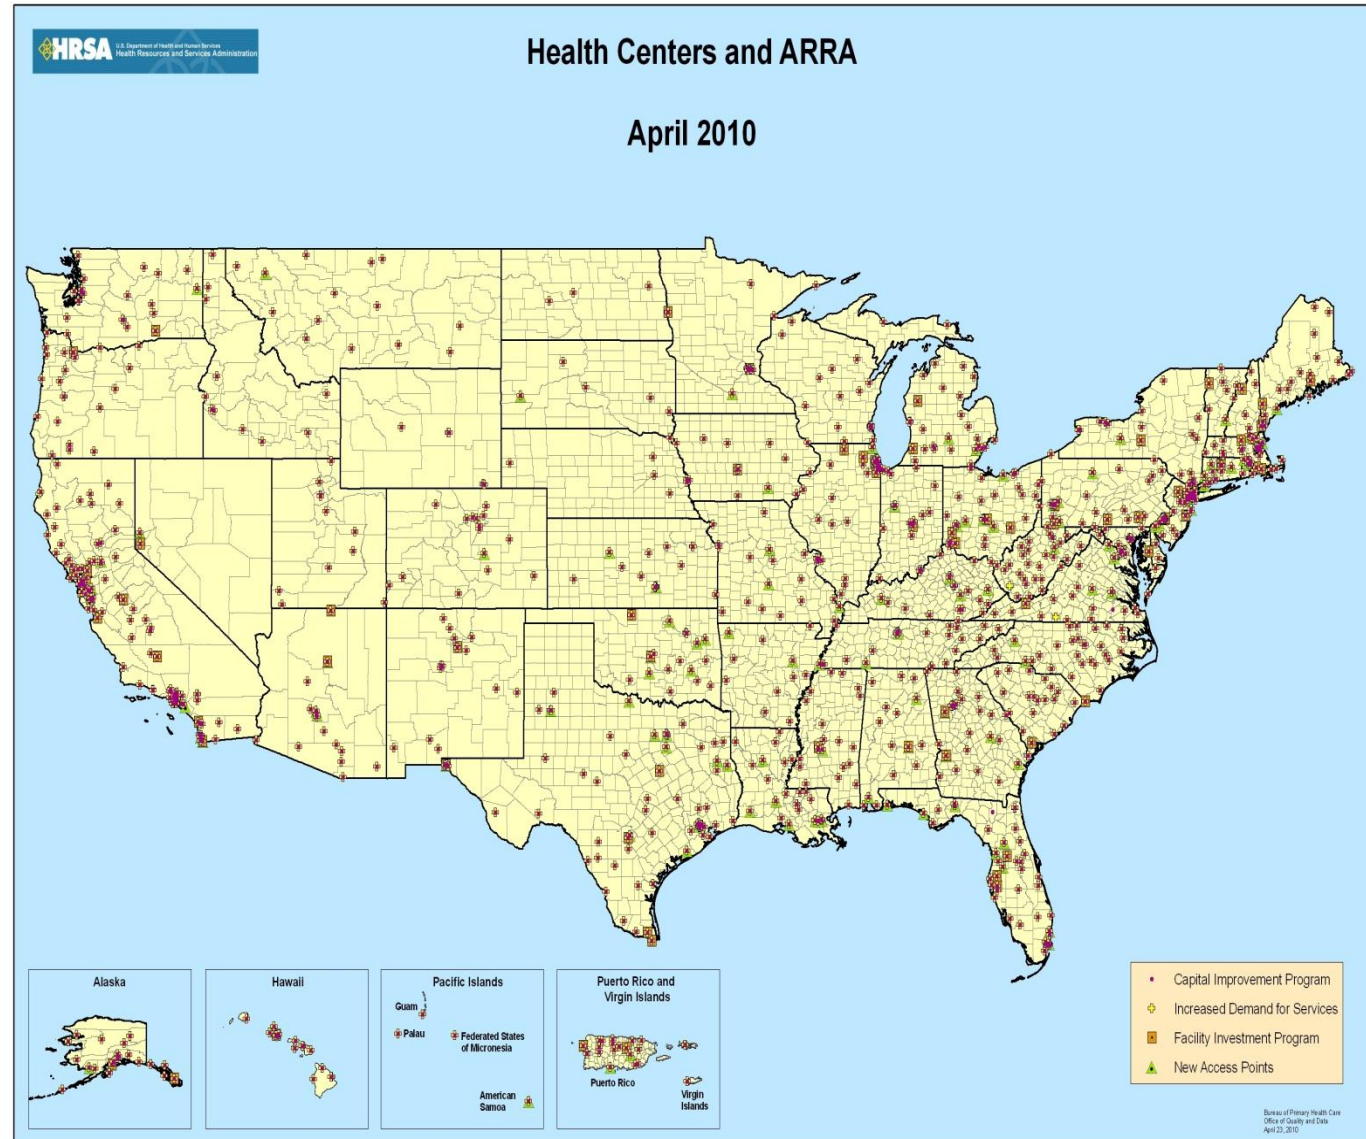 HRSA
U.S. Department of Health and Human Services
Health Resources and Services Administration
Health Centers and ARRA
April 2010
Alaska
Hawaii
Pacific Islands
Guam
Palau
Federated States
of Micronesia
American
Samoa
Puerto Rico and
Virgin Islands
Puerto Rico
Virgin
Islands
Capital Improvement Program
Increased Demand for Services
Facility Investment Program
New Access Points
Bureau of Primary Health Care
Office of Quality and Data
April 23, 2010